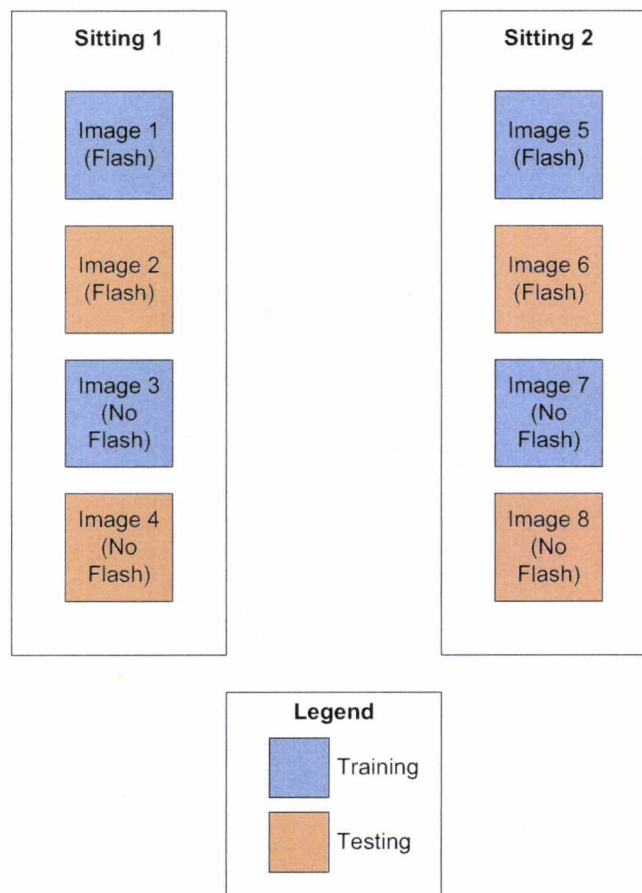 Sitting 1
Image 1
(Flash)
Image 2
(Flash)
Image 3
(No
Flash)
Image 4
(No
Flash)
Sitting 2
Image 5
(Flash)
Image 6
(Flash)
Image 7
(No
Flash)
Image 8
(No
Flash)
Legend
Training
Testing